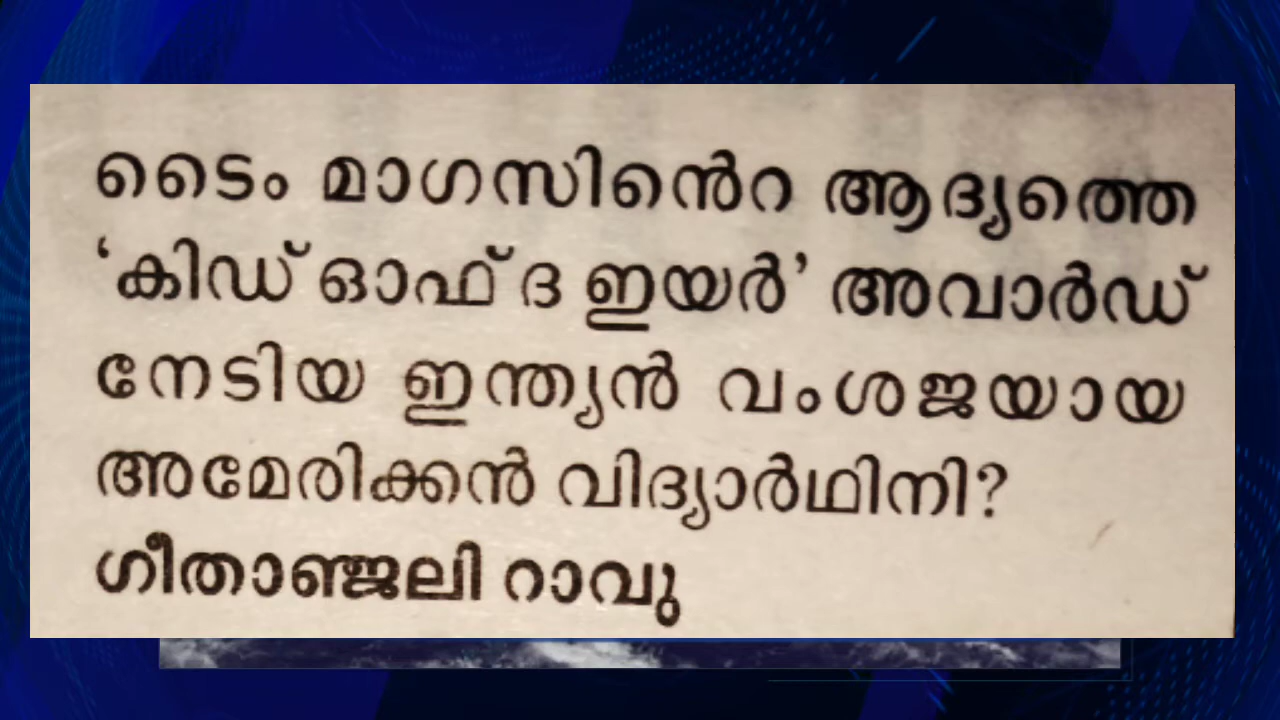 ടൈം മാഗസിൻെറ ആദ്യത്തെ
‘കിഡ് ഓഫ് ദ ഇയർ’ അവാർഡ്
നേടിയ ഇന്ത്യൻ വംശജയായ
അമേരിക്കൻ വിദ്യാർഥിനി?
ഗീതാഞ്ജലി റാവു